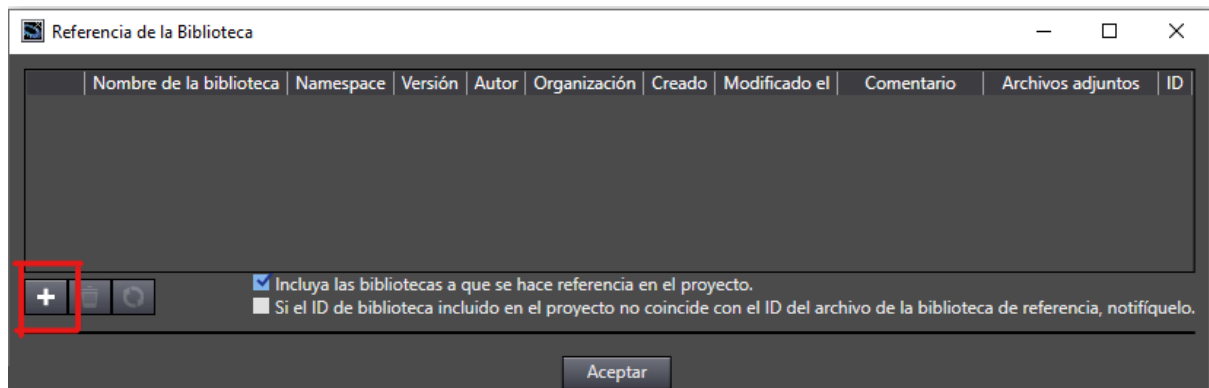 Referencia de la Biblioteca
Nombre de la biblioteca Namespace Versión Autor Organización Creado Modificado el Comentario Archivos adjuntos ID
Incluya las bibliotecas a que se hace referencia en el proyecto.
Si el ID de biblioteca incluido en el proyecto no coincide con el ID del archivo de la biblioteca de referencia, notifíquelo.
Aceptar